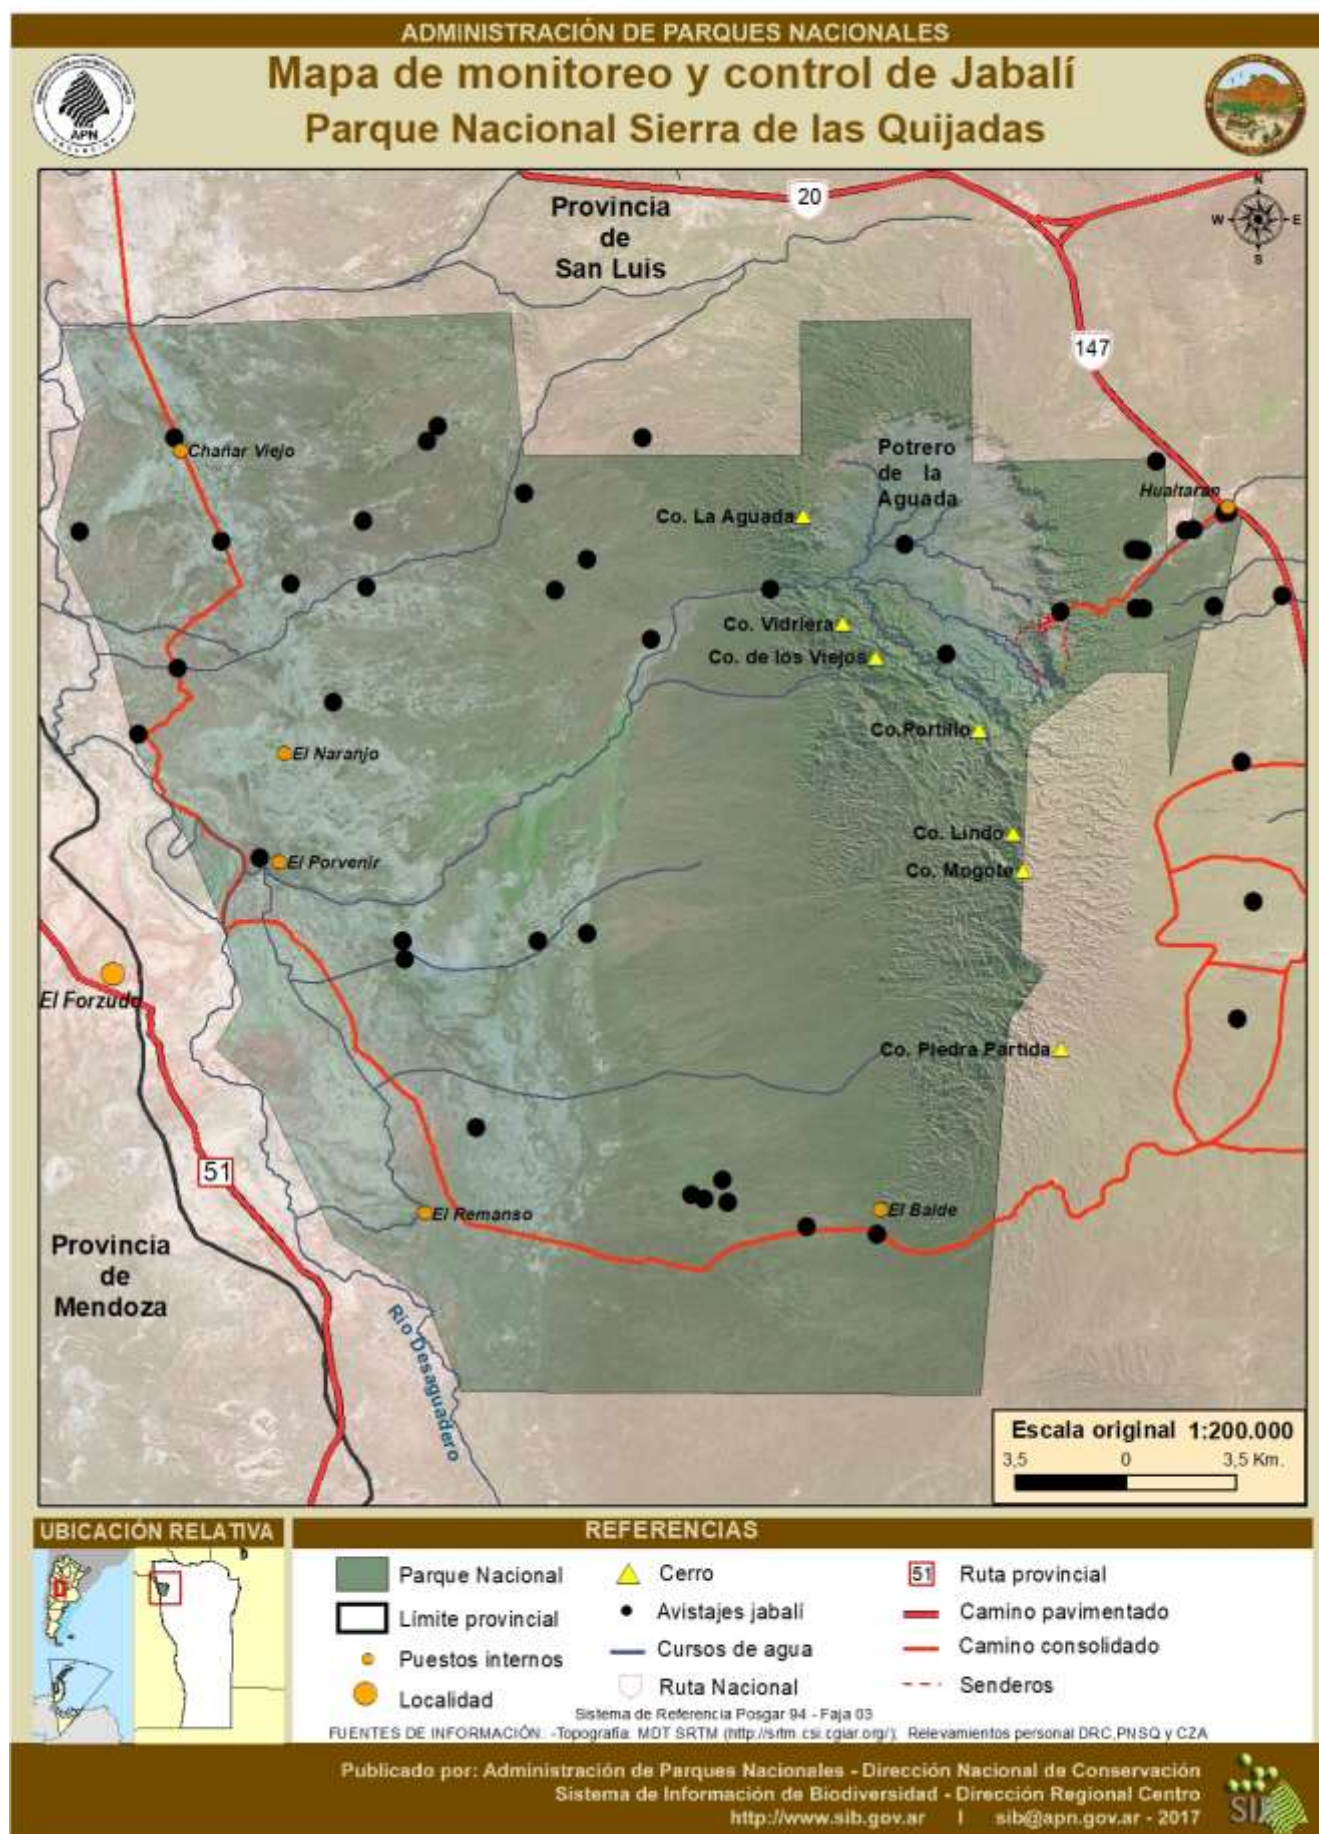 ADMINISTRACIÓN DE PARQUES NACIONALES
Mapa de monitoreo y control de Jabalí
Parque Nacional Sierra de las Quijadas
APN
Provincia
de
San Luis
20
N
W
E
S
147
Chañar Viejo
Potrero
de la
Aguada
Hualtaran
Co. La Aguada
Co. Vidriera
Co. de los Viejos
Co.Portillo
El Naranjo
Co. Lindo
El Porvenir
Co. Mogote
El Forzudo
Co. Piedra Partida
51
El Remanso
El Balde
Provincia
de
Mendoza
Río Desaguadero
Escala original 1:200.000
3,5 0 3,5 Km.
UBICACIÓN RELATIVA
REFERENCIAS
Parque Nacional
Límite provincial
Puestos internos
Localidad
Cerro
Avistajes jabalí
Cursos de agua
Ruta Nacional
51 Ruta provincial
Camino pavimentado
Camino consolidado
Senderos
Sistema de Referencia Posgar 94 - Faja 03
FUENTES DE INFORMACIÓN: -Topografía: MDT SRTM (http://srtm.csi.cgiar.org/); Relevamientos personal DRC,PNSQ y CZA
Publicado por: Administración de Parques Nacionales - Dirección Nacional de Conservación
Sistema de Información de Biodiversidad - Dirección Regional Centro
http://www.sib.gov.ar I sib@apn.gov.ar - 2017
SIB